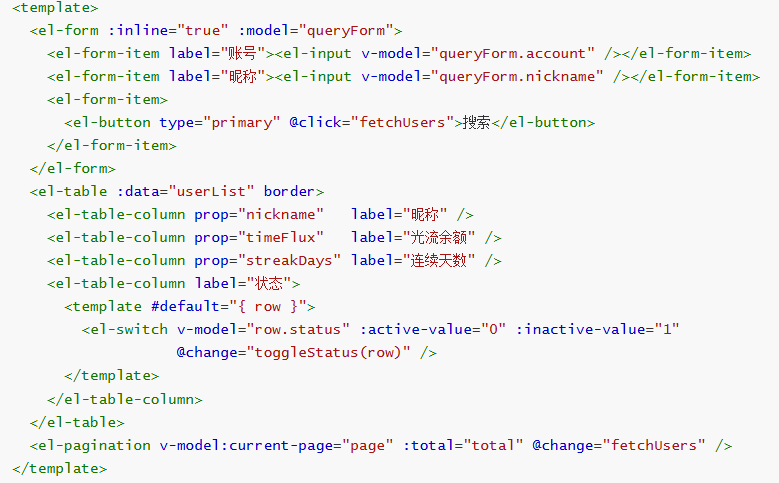 <template>
  <el-form :inline="true" :model="queryForm">
    <el-form-item label="账号"><el-input v-model="queryForm.account" /></el-form-item>
    <el-form-item label="昵称"><el-input v-model="queryForm.nickname" /></el-form-item>
    <el-form-item>
      <el-button type="primary" @click="fetchUsers">搜索</el-button>
    </el-form-item>
  </el-form>
  <el-table :data="userList" border>
    <el-table-column prop="nickname"   label="昵称" />
    <el-table-column prop="timeFlux"   label="光流余额" />
    <el-table-column prop="streakDays" label="连续天数" />
    <el-table-column label="状态">
      <template #default="{ row }">
        <el-switch v-model="row.status" :active-value="0" :inactive-value="1"
                   @change="toggleStatus(row)" />
      </template>
    </el-table-column>
  </el-table>
  <el-pagination v-model:current-page="page" :total="total" @change="fetchUsers" />
</template>